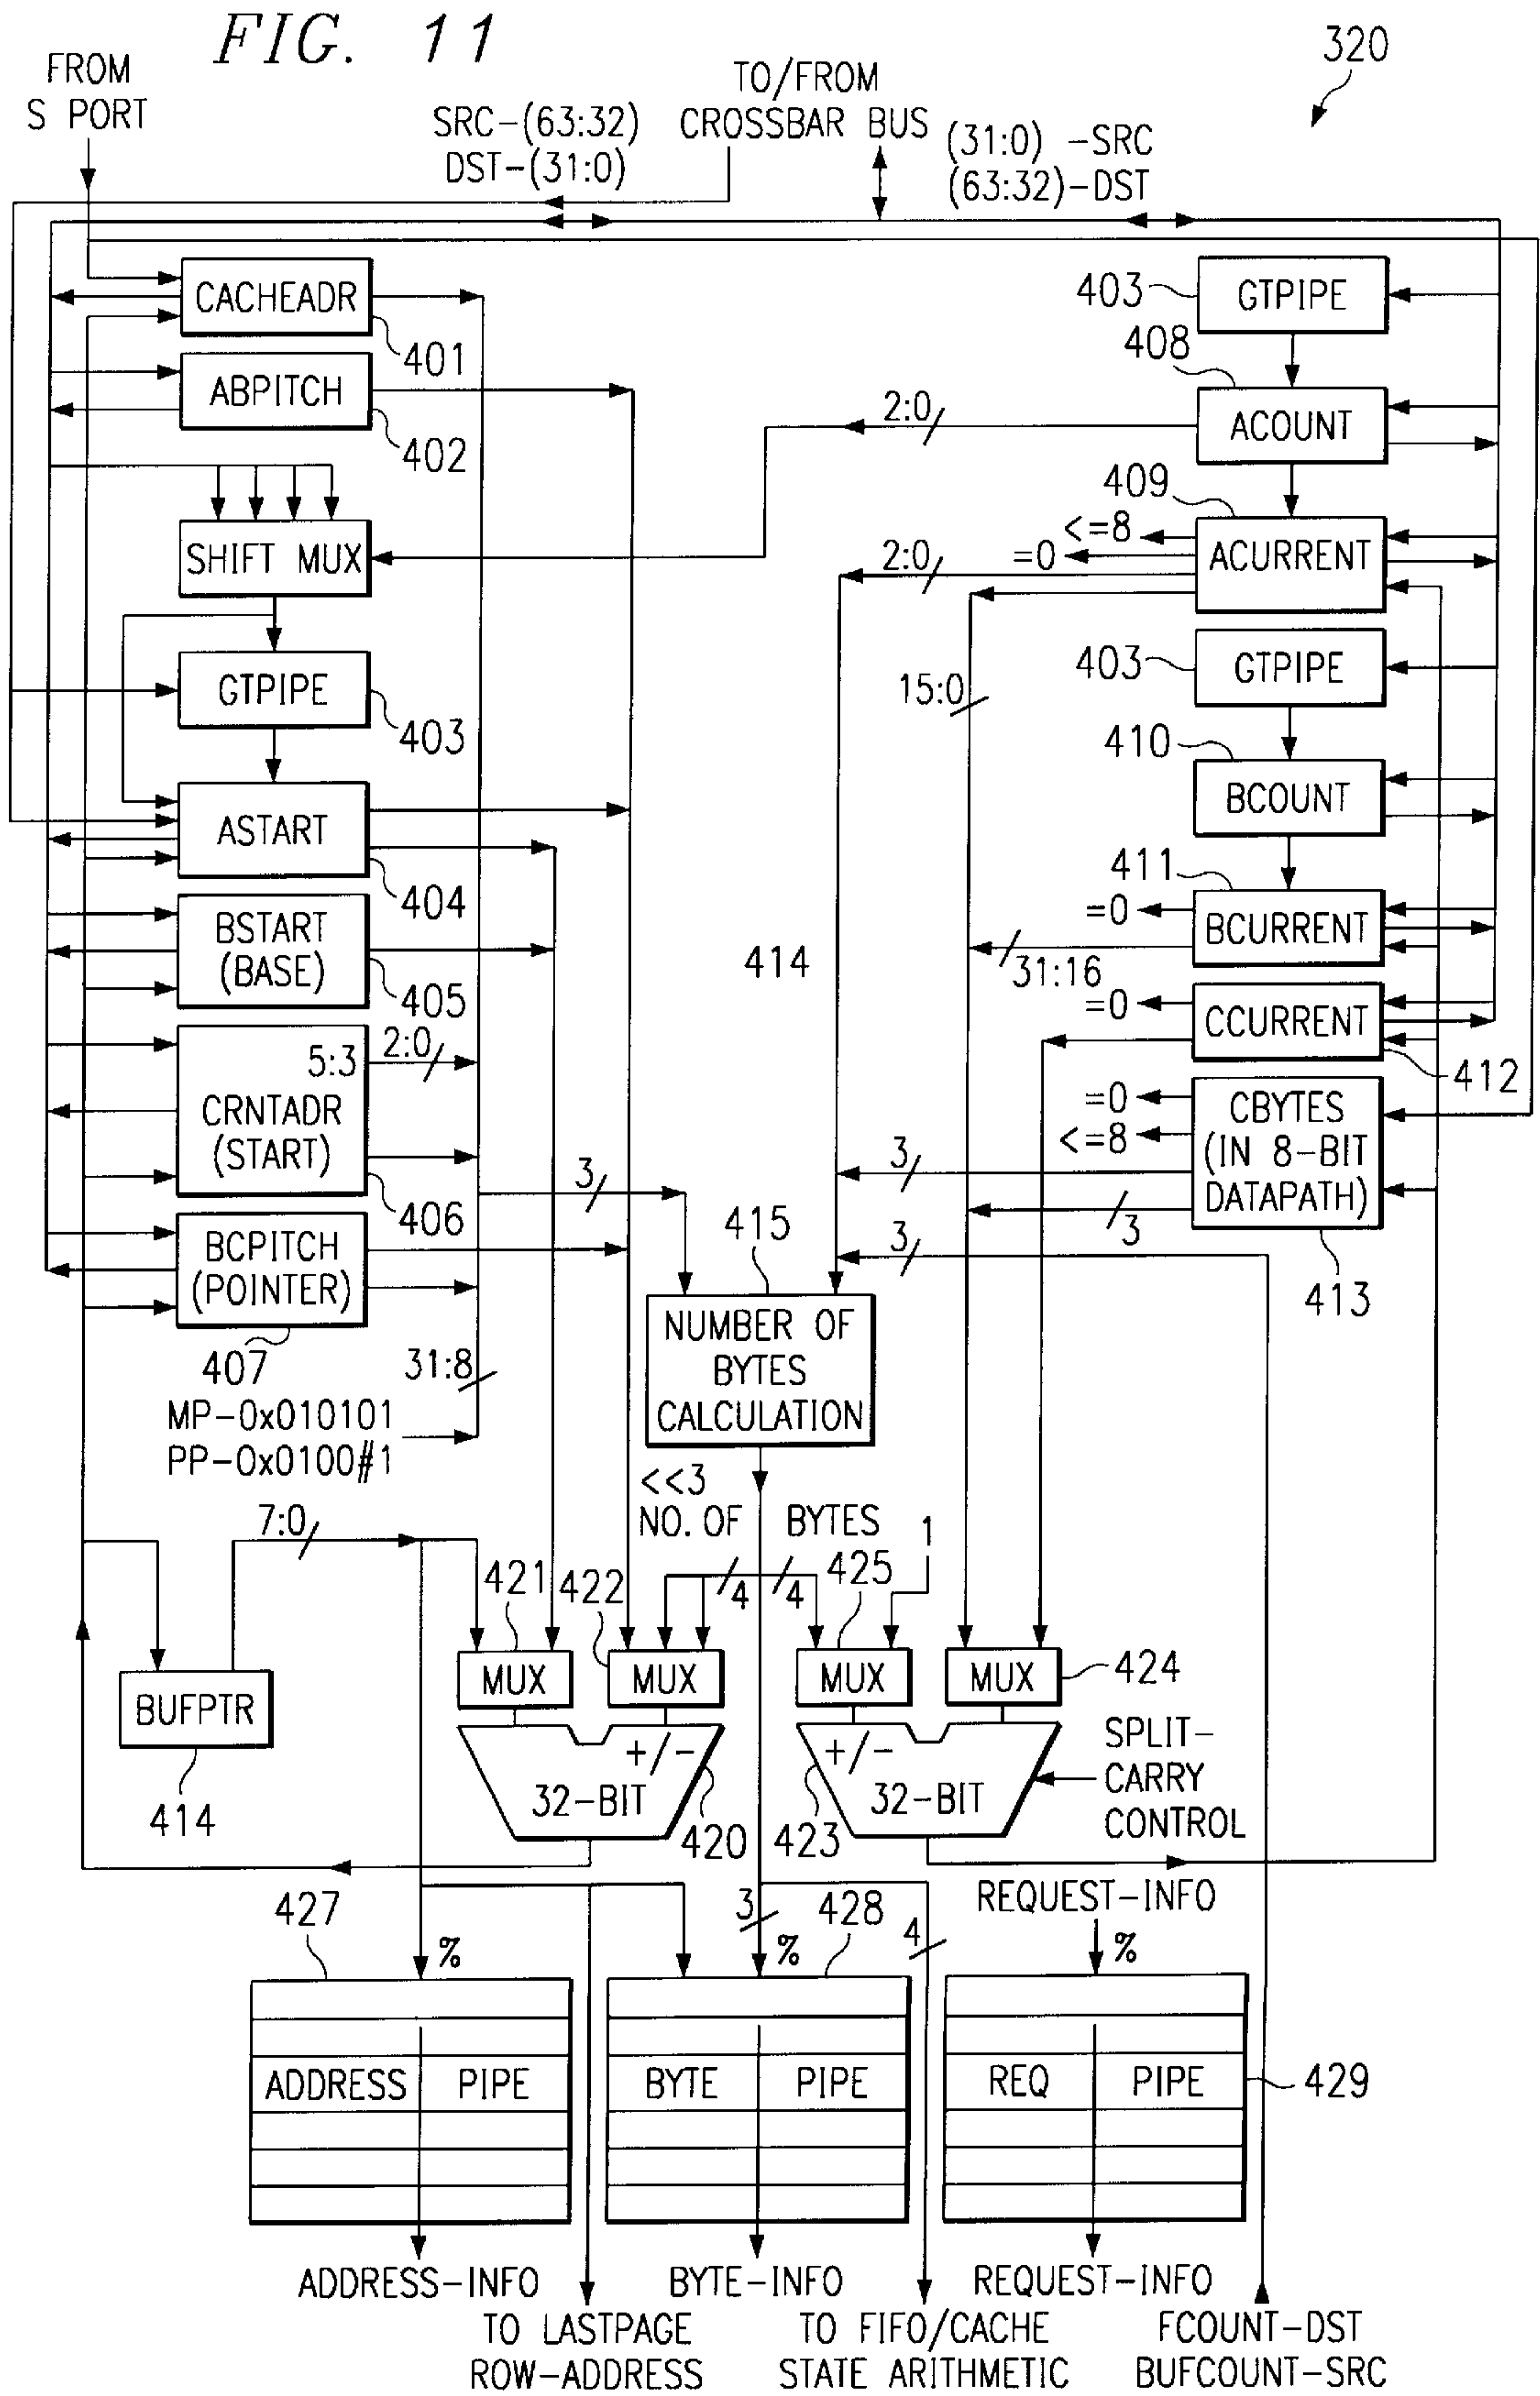 FIG. 11
320
FROM
S PORT
TO/FROM
CROSSBAR BUS
SRC-(63:32)
DST-(31:0)
(31:0) -SRC
(63:32)-DST
CACHEADR
401
ABPITCH
402
SHIFT MUX
GTPIPE
403
ASTART
404
BSTART
(BASE)
405
5:3
2:0
CRNTADR
(START)
406
3
BCPITCH
(POINTER)
407
31:8
MP-0x010101
PP-0x0100#1
403
GTPIPE
408
ACOUNT
2:0
409
<=8
=0
2:0
ACURRENT
403
GTPIPE
15:0
410
BCOUNT
411
=0
BCURRENT
31:16
414
=0
CCURRENT
412
=0
<=8
CBYTES
(IN 8-BIT
DATAPATH)
3
3
3
413
415
NUMBER OF
BYTES
CALCULATION
<<3
NO. OF BYTES
1
7:0
4
4
421
422
425
MUX
MUX
MUX
MUX
424
BUFPTR
414
+/-
32-BIT
420
+/-
32-BIT
423
SPLIT-
CARRY
CONTROL
REQUEST-INFO
427
%
3
428
%
4
%
ADDRESS PIPE
BYTE PIPE
REQ PIPE
429
ADDRESS-INFO
BYTE-INFO
REQUEST-INFO
TO LASTPAGE
ROW-ADDRESS
TO FIFO/CACHE
STATE ARITHMETIC
FCOUNT-DST
BUFCOUNT-SRC